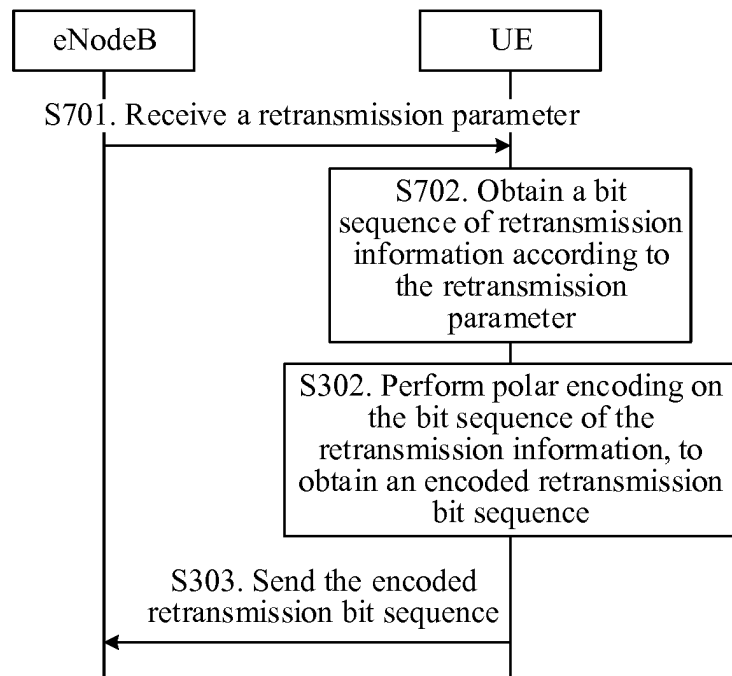 eNodeB
UE
S701. Receive a retransmission parameter
S702. Obtain a bit
sequence of retransmission
information according to
the retransmission
parameter
S302. Perform polar encoding on
the bit sequence of the
retransmission information, to
obtain an encoded retransmission
bit sequence
S303. Send the encoded
retransmission bit sequence